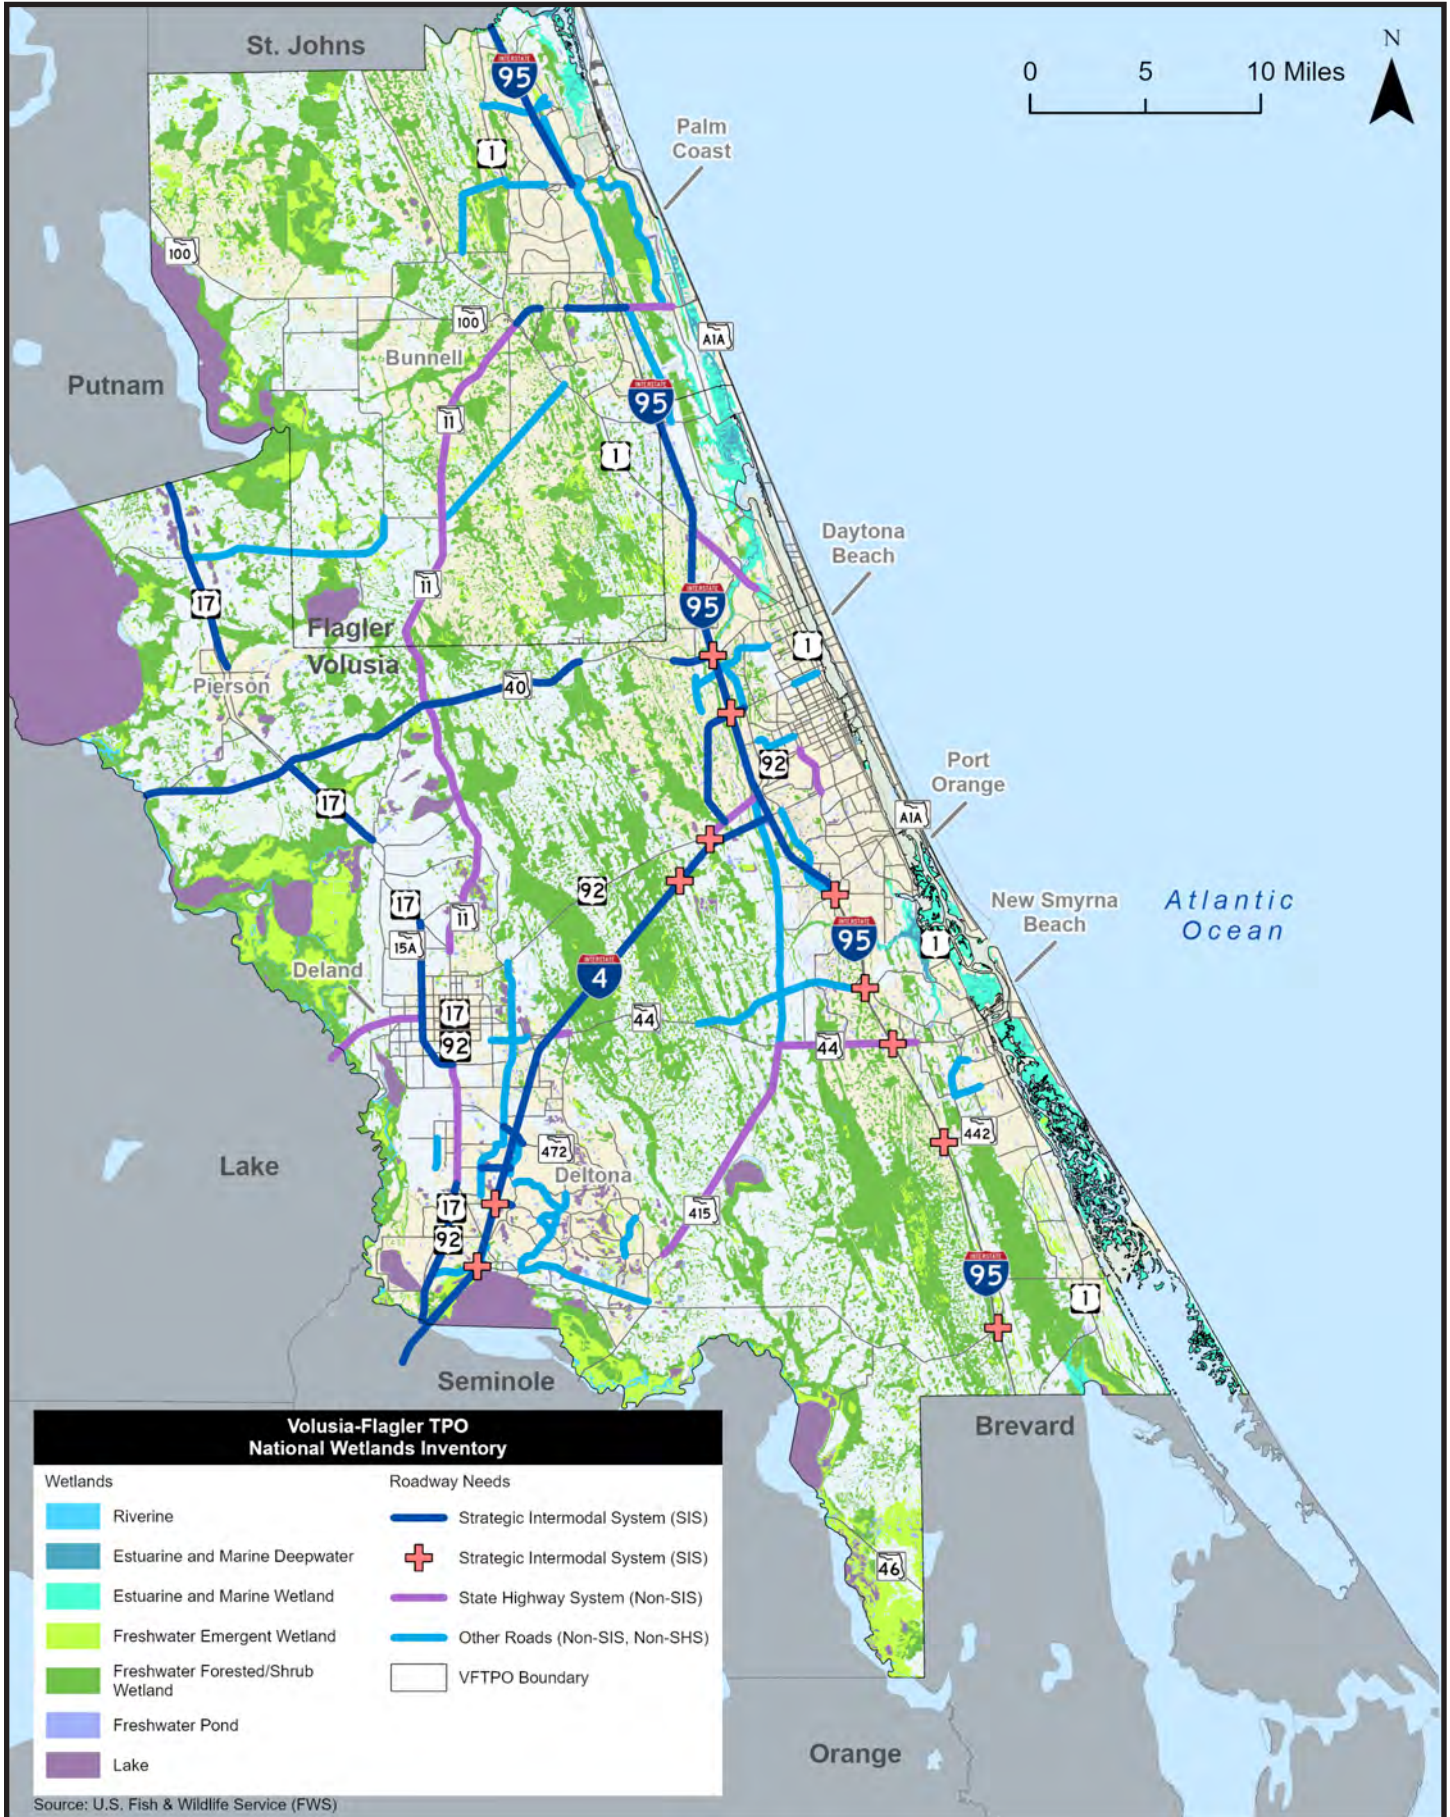 St. Johns
INTERSTATE
95
N
0 5 10 Miles
Palm
Coast
1
100
100
A1A
Bunnell
Putnam
INTERSTATE
95
11
1
Daytona
Beach
11
INTERSTATE
95
17
Flagler
Volusia
1
Pierson
40
92
Port
Orange
17
A1A
92
17
11
New Smyrna
Beach
Atlantic
Ocean
INTERSTATE
95
1
15A
Deland
INTERSTATE
4
17
44
92
44
442
472
Lake
Deltona
17
415
92
INTERSTATE
95
1
Seminole
Brevard
46
Orange
Volusia-Flagler TPO
National Wetlands Inventory
Wetlands
Riverine
Estuarine and Marine Deepwater
Estuarine and Marine Wetland
Freshwater Emergent Wetland
Freshwater Forested/Shrub
Wetland
Freshwater Pond
Lake
Roadway Needs
Strategic Intermodal System (SIS)
Strategic Intermodal System (SIS)
State Highway System (Non-SIS)
Other Roads (Non-SIS, Non-SHS)
VFTPO Boundary
Source: U.S. Fish & Wildlife Service (FWS)